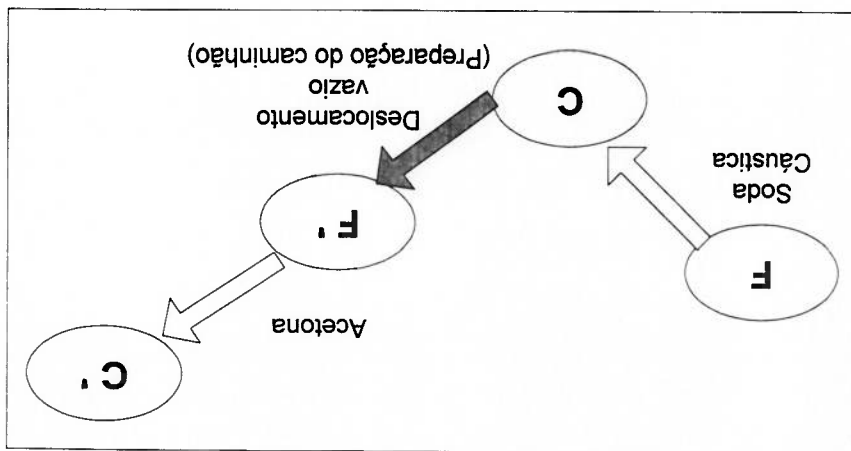 F
Soda
Cáustica
C
Deslocamento
vazio
(Preparação do caminhão)
F '
Acetona
C '